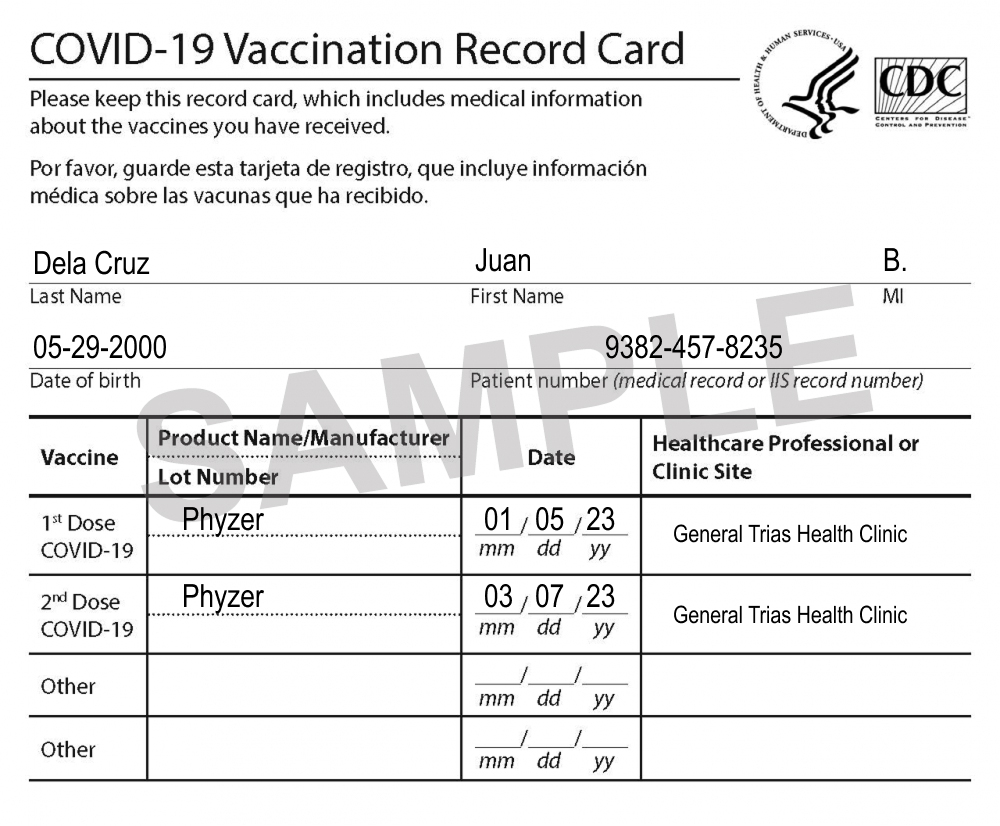 COVID-19 Vaccination Record Card
DEPARTMENT OF HEALTH & HUMAN SERVICES • USA
CDC
CENTERS FOR DISEASE
CONTROL AND PREVENTION
Please keep this record card, which includes medical information
about the vaccines you have received.
Por favor, guarde esta tarjeta de registro, que incluye información
médica sobre las vacunas que ha recibido.
Dela Cruz Juan B.
Last Name First Name MI
05-29-2000 9382-457-8235
Date of birth Patient number (medical record or IIS record number)
SAMPLE
Vaccine Product Name/Manufacturer Date Healthcare Professional or
Lot Number Clinic Site
1st Dose Phyzer 01 / 05 / 23 General Trias Health Clinic
COVID-19 mm dd yy
2nd Dose Phyzer 03 / 07 / 23 General Trias Health Clinic
COVID-19 mm dd yy
Other ___/___/___
mm dd yy
Other ___/___/___
mm dd yy